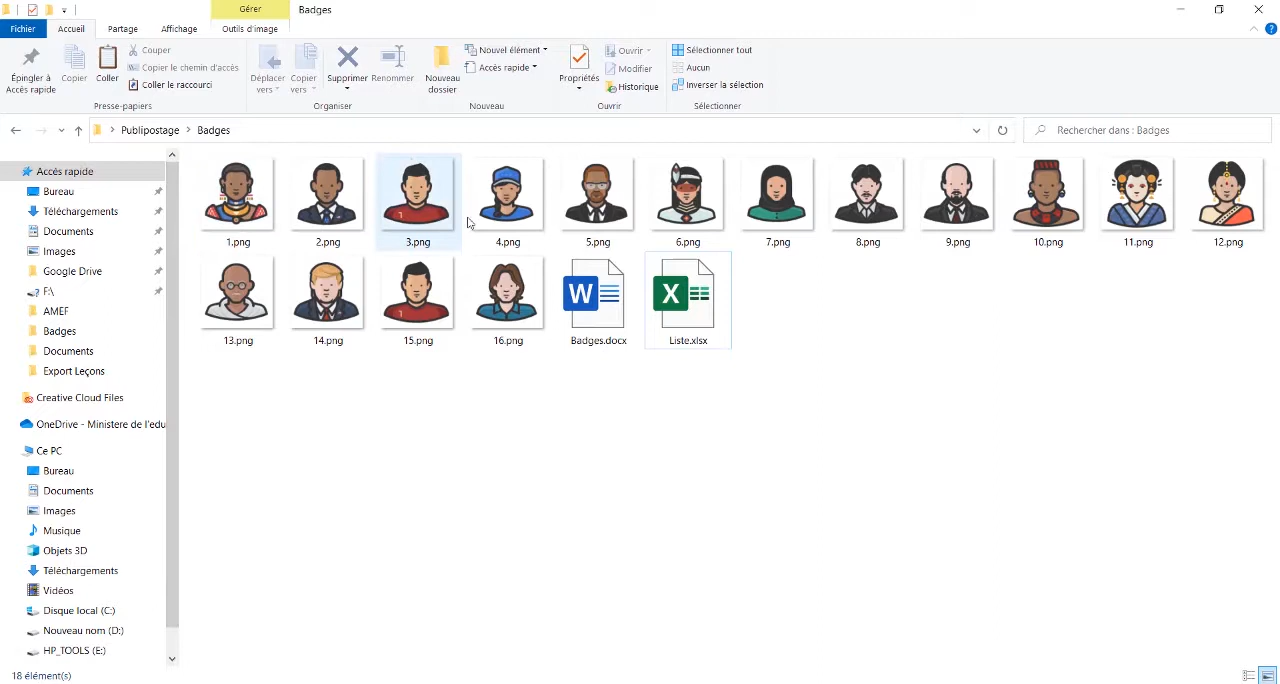 Gérer
Badges
Fichier
Accueil
Partage
Affichage
Outils d'image
Épingler à
Accès rapide
Copier
Coller
Couper
Copier le chemin d'accès
Coller le raccourci
Presse-papiers
Déplacer
vers
Copier
vers
Supprimer
Renommer
Organiser
Nouveau
dossier
Nouvel élément
Accès rapide
Nouveau
Propriétés
Ouvrir
Modifier
Historique
Ouvrir
Sélectionner tout
Aucun
Inverser la sélection
Sélectionner
Publipostage > Badges
Rechercher dans : Badges
Accès rapide
Bureau
Téléchargements
Documents
Images
Google Drive
F:\
AMEF
Badges
Documents
Export Leçons
Creative Cloud Files
OneDrive - Ministere de l'edu
Ce PC
Bureau
Documents
Images
Musique
Objets 3D
Téléchargements
Vidéos
Disque local (C:)
Nouveau nom (D:)
HP_TOOLS (E:)
1.png
2.png
3.png
4.png
5.png
6.png
7.png
8.png
9.png
10.png
11.png
12.png
13.png
14.png
15.png
16.png
W
Badges.docx
X
Liste.xlsx
18 élément(s)